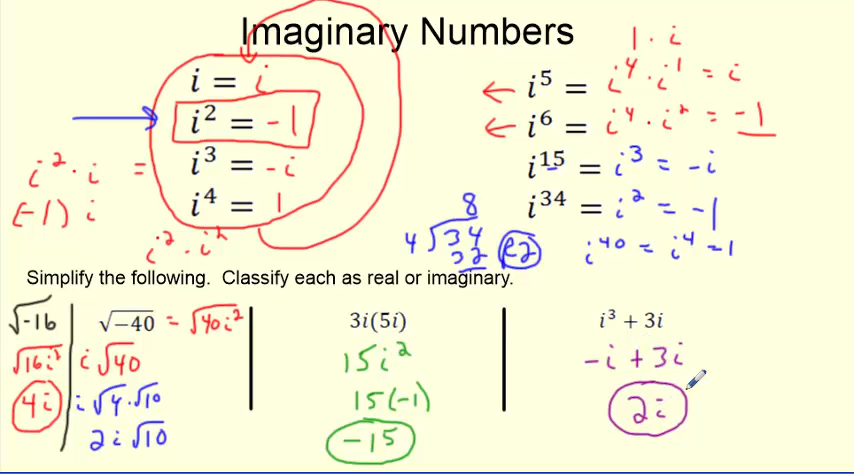 Imaginary Numbers
i = i
i² = -1
i³ = -i
i⁴ = 1
i² · i =
(-1) i
i² · i²
1 · i
← i⁵ = i⁴ · i¹ = i
← i⁶ = i⁴ · i² = -1
i¹⁵ = i³ = -i
i³⁴ = i² = -1
i⁴⁰ = i⁴ = 1
8
4 √34 R2
32
Simplify the following. Classify each as real or imaginary.
√-16
√16i²
4i
√−40 = √40i²
i√40
i√4·√10
2i√10
3i(5i)
15i²
15(-1)
-15
i³ + 3i
-i + 3i
2i